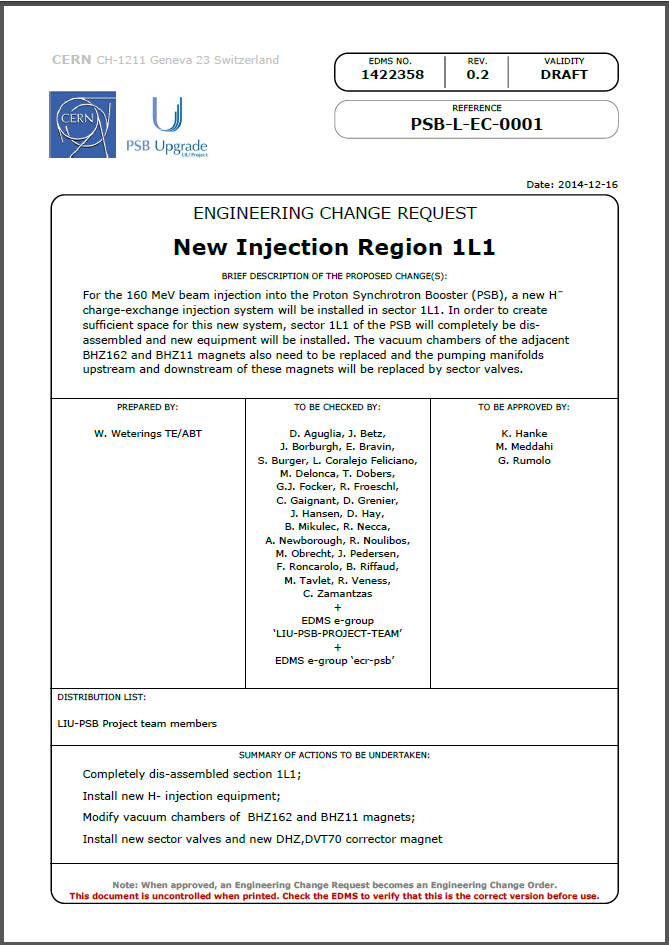 CERN CH-1211 Geneva 23 Switzerland
EDMS NO. REV. VALIDITY
1422358 0.2 DRAFT
REFERENCE
PSB-L-EC-0001
CERN
PSB Upgrade
LIU Project
Date: 2014-12-16
ENGINEERING CHANGE REQUEST
New Injection Region 1L1
BRIEF DESCRIPTION OF THE PROPOSED CHANGE(S):
For the 160 MeV beam injection into the Proton Synchrotron Booster (PSB), a new H⁻
charge-exchange injection system will be installed in sector 1L1. In order to create
sufficient space for this new system, sector 1L1 of the PSB will completely be dis-
assembled and new equipment will be installed. The vacuum chambers of the adjacent
BHZ162 and BHZ11 magnets also need to be replaced and the pumping manifolds
upstream and downstream of these magnets will be replaced by sector valves.
PREPARED BY:
W. Weterings TE/ABT
TO BE CHECKED BY:
D. Aguglia, J. Betz,
J. Borburgh, E. Bravin,
S. Burger, L. Coralejo Feliciano,
M. Delonca, T. Dobers,
G.J. Focker, R. Froeschl,
C. Gaignant, D. Grenier,
J. Hansen, D. Hay,
B. Mikulec, R. Necca,
A. Newborough, R. Noulibos,
M. Obrecht, J. Pedersen,
F. Roncarolo, B. Riffaud,
M. Tavlet, R. Veness,
C. Zamantzas
+
EDMS e-group
‘LIU-PSB-PROJECT-TEAM’
+
EDMS e-group ‘ecr-psb’
TO BE APPROVED BY:
K. Hanke
M. Meddahi
G. Rumolo
DISTRIBUTION LIST:
LIU-PSB Project team members
SUMMARY OF ACTIONS TO BE UNDERTAKEN:
Completely dis-assembled section 1L1;
Install new H- injection equipment;
Modify vacuum chambers of BHZ162 and BHZ11 magnets;
Install new sector valves and new DHZ,DVT70 corrector magnet
Note: When approved, an Engineering Change Request becomes an Engineering Change Order.
This document is uncontrolled when printed. Check the EDMS to verify that this is the correct version before use.